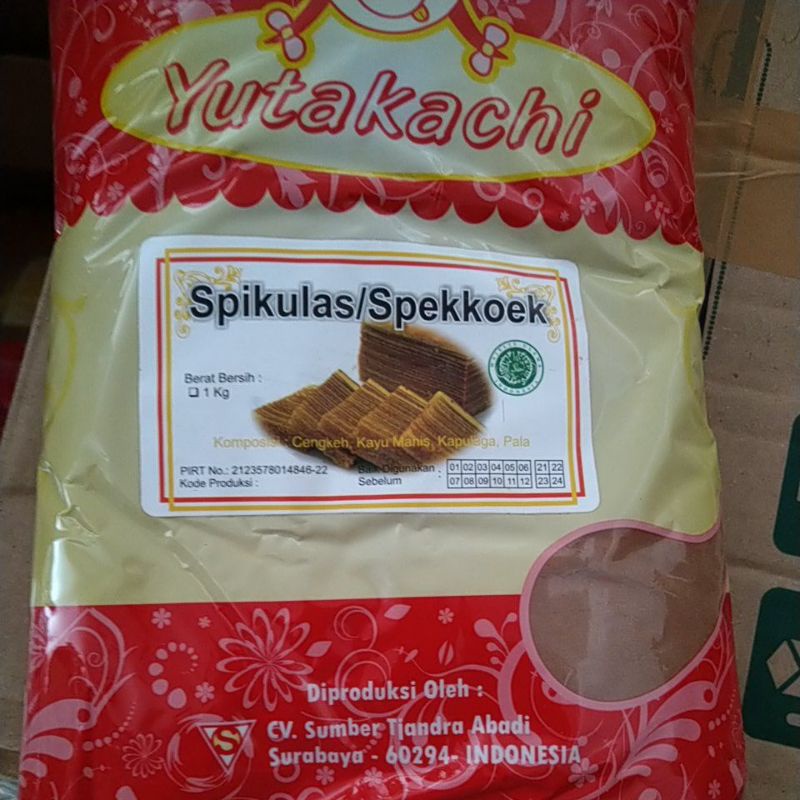 Yutakachi
Spikulas/Spekkoek
Berat Bersih :
❑ 1 Kg
Komposisi : Cengkeh, Kayu Manis, Kapulaga, Pala
PIRT No.: 2123578014846-22
Baik Digunakan
Kode Produksi :
Sebelum :
01 02 03 04 05 06 21 22
07 08 09 10 11 12 23 24
Diproduksi Oleh :
S
CV. Sumber Tjandra Abadi
Surabaya - 60294- INDONESIA